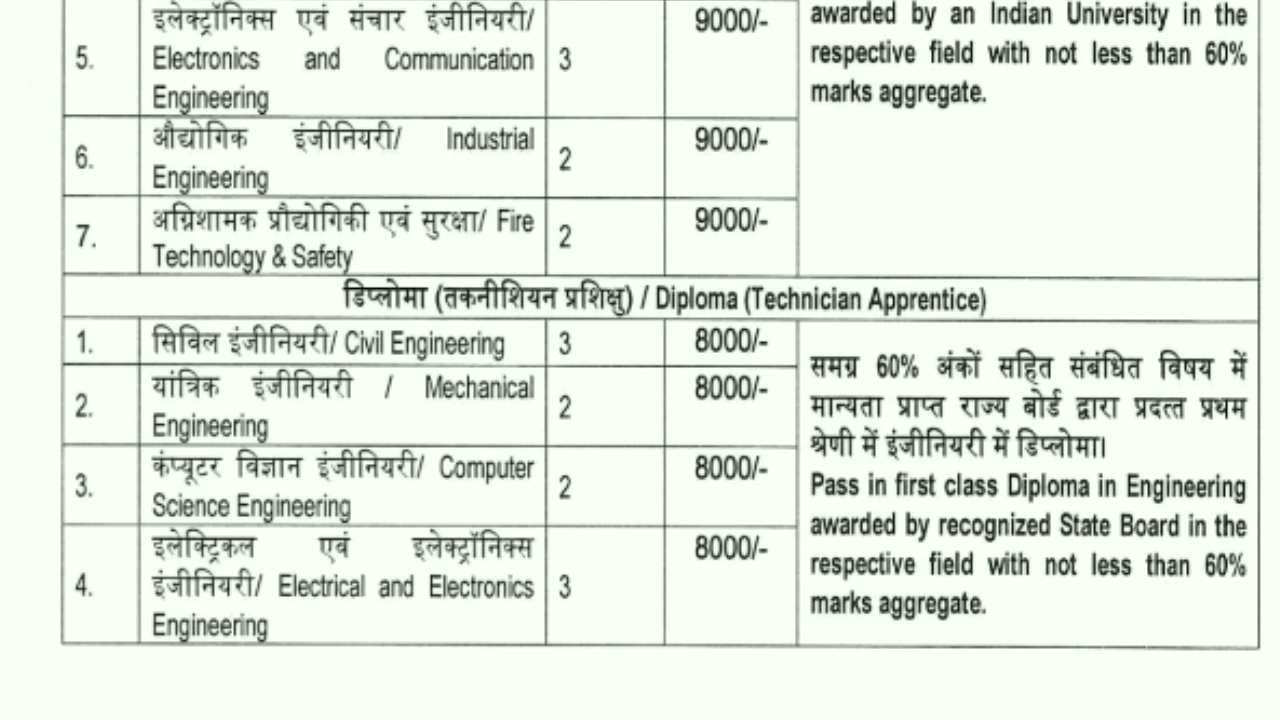 5.
इलेक्ट्रॉनिक्स एवं संचार इंजीनियरी/
Electronics and Communication
Engineering
3
9000/-
awarded by an Indian University in the
respective field with not less than 60%
marks aggregate.
6.
औद्योगिक इंजीनियरी/ Industrial
Engineering
2
9000/-
7.
अग्निशामक प्रौद्योगिकी एवं सुरक्षा/ Fire
Technology & Safety
2
9000/-
डिप्लोमा (तकनीशियन प्रशिक्षु) / Diploma (Technician Apprentice)
1.
सिविल इंजीनियरी/ Civil Engineering
3
8000/-
2.
यांत्रिक इंजीनियरी / Mechanical
Engineering
2
8000/-
3.
कंप्यूटर विज्ञान इंजीनियरी/ Computer
Science Engineering
2
8000/-
4.
इलेक्ट्रिकल एवं इलेक्ट्रॉनिक्स
इंजीनियरी/ Electrical and Electronics
Engineering
3
8000/-
समग्र 60% अंकों सहित संबंधित विषय में
मान्यता प्राप्त राज्य बोर्ड द्वारा प्रदत्त प्रथम
श्रेणी में इंजीनियरी में डिप्लोमा।
Pass in first class Diploma in Engineering
awarded by recognized State Board in the
respective field with not less than 60%
marks aggregate.